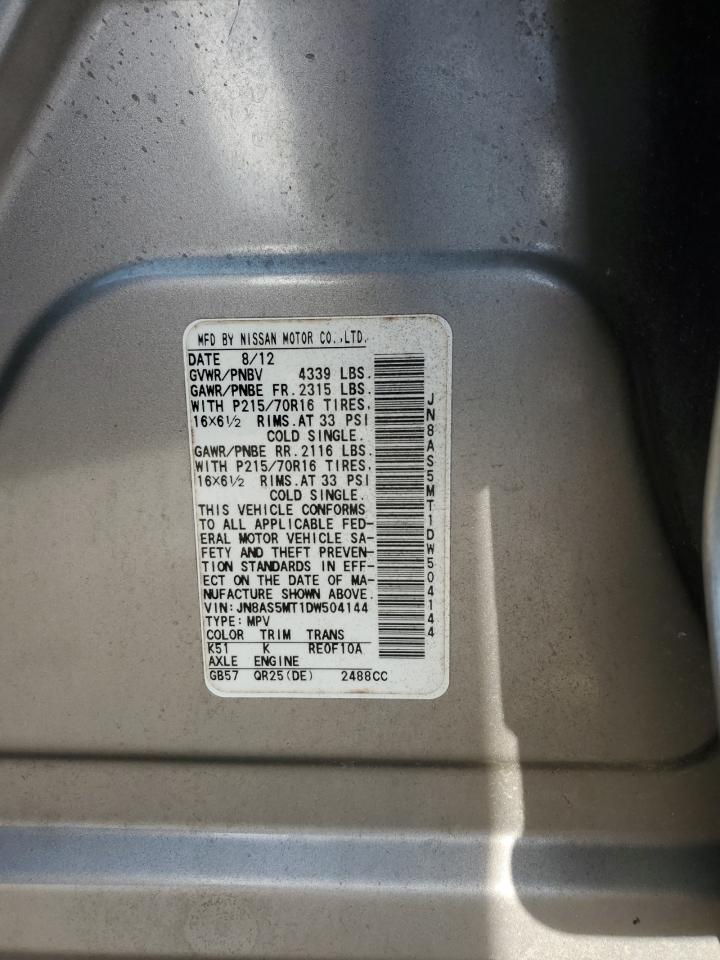 MFD BY NISSAN MOTOR CO.,LTD.
DATE 8/12
GVWR/PNBV 4339 LBS.
GAWR/PNBE FR.2315 LBS.
WITH P215/70R16 TIRES,
16×6½ RIMS.AT 33 PSI
COLD SINGLE.
GAWR/PNBE RR.2116 LBS.
WITH P215/70R16 TIRES,
16×6½ RIMS.AT 33 PSI
COLD SINGLE.
THIS VEHICLE CONFORMS
TO ALL APPLICABLE FED-
ERAL MOTOR VEHICLE SA-
FETY AND THEFT PREVEN-
TION STANDARDS IN EFF-
ECT ON THE DATE OF MA-
NUFACTURE SHOWN ABOVE.
VIN:JN8AS5MT1DW504144
TYPE:MPV
COLOR TRIM TRANS
K51 K RE0F10A
AXLE ENGINE
GB57 QR25(DE) 2488CC
JN8AS5MT1DW504144